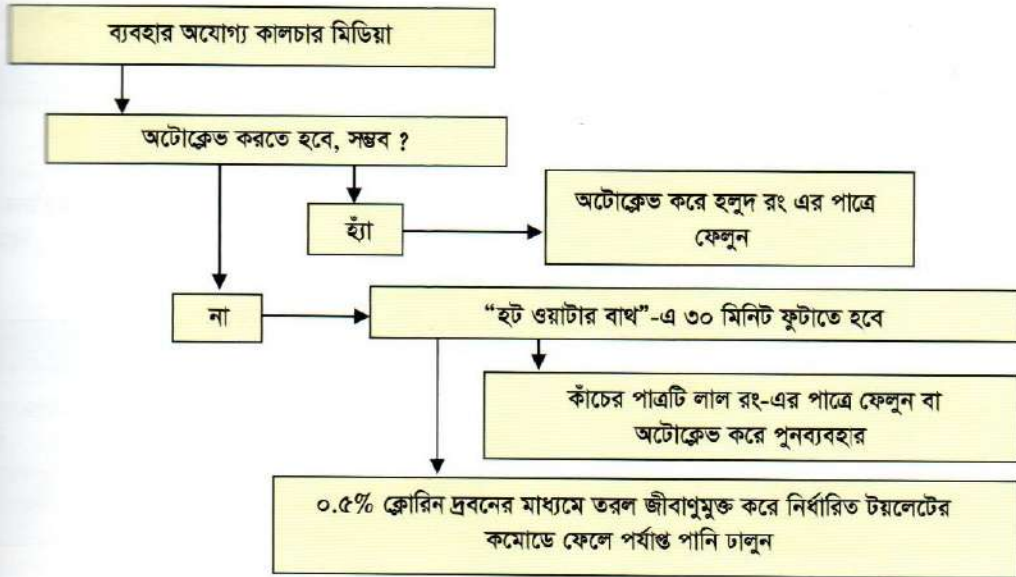 ব্যবহার অযোগ্য কালচার মিডিয়া
অটোক্লেভ করতে হবে, সম্ভব ?
হ্যাঁ
অটোক্লেভ করে হলুদ রং এর পাত্রে
ফেলুন
না
“হট ওয়াটার বাথ”-এ ৩০ মিনিট ফুটাতে হবে
কাঁচের পাত্রটি লাল রং-এর পাত্রে ফেলুন বা
অটোক্লেভ করে পুনব্যবহার
০.৫% ক্লোরিন দ্রবনের মাধ্যমে তরল জীবাণুমুক্ত করে নির্ধারিত টয়লেটের
কমোডে ফেলে পর্যাপ্ত পানি ঢালুন